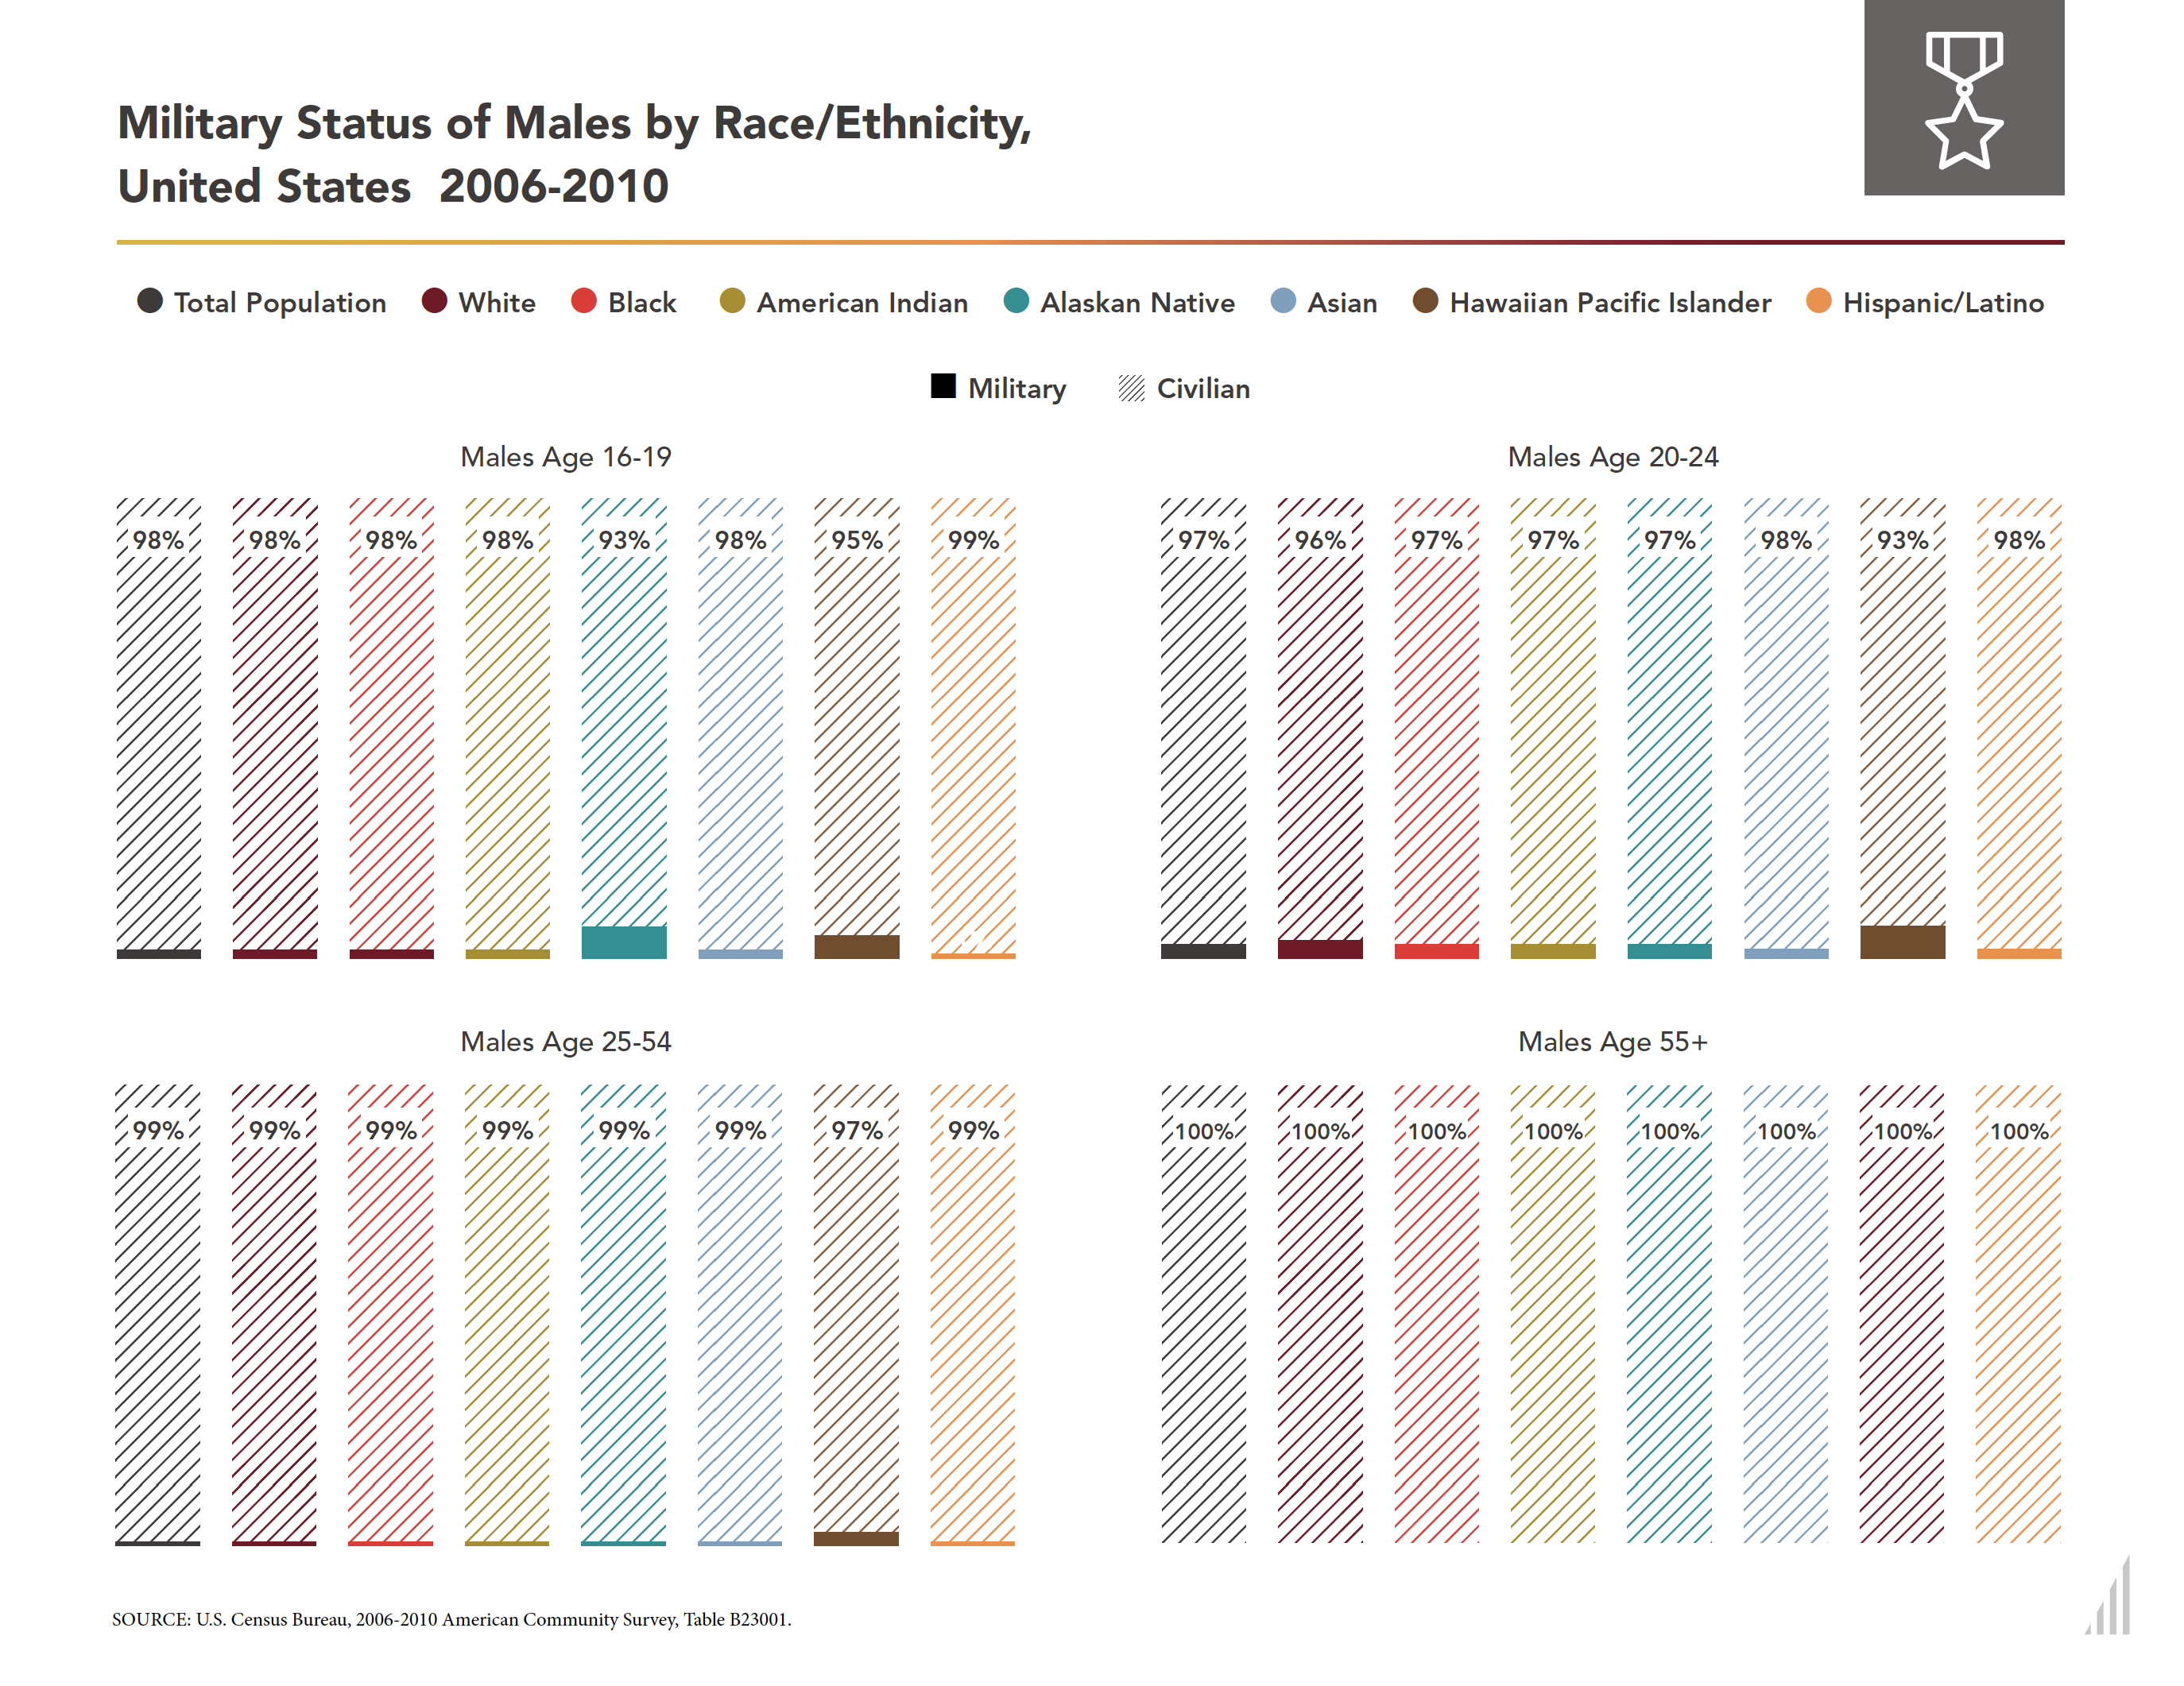 Military Status of Males by Race/Ethnicity,
United States 2006-2010
Total Population White Black American Indian Alaskan Native Asian Hawaiian Pacific Islander Hispanic/Latino
Military Civilian
Males Age 16-19
98% 98% 98% 98% 93% 98% 95% 99%
Males Age 20-24
97% 96% 97% 97% 97% 98% 93% 98%
Males Age 25-54
99% 99% 99% 99% 99% 99% 97% 99%
Males Age 55+
100% 100% 100% 100% 100% 100% 100% 100%
SOURCE: U.S. Census Bureau, 2006-2010 American Community Survey, Table B23001.